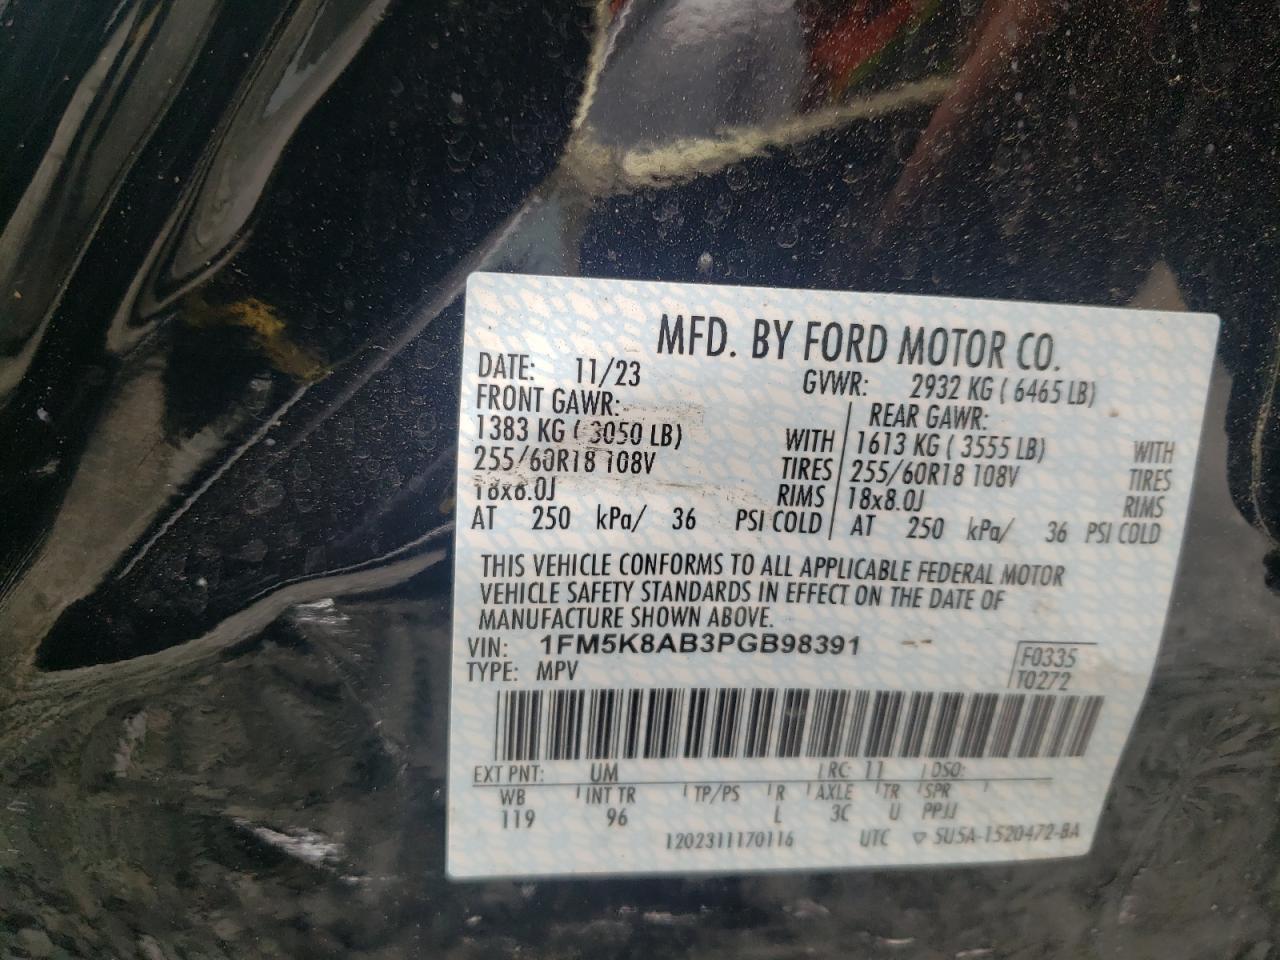 MFD. BY FORD MOTOR CO.
DATE: 11/23 GVWR: 2932 KG ( 6465 LB)
FRONT GAWR: REAR GAWR:
1383 KG ( 3050 LB) WITH 1613 KG ( 3555 LB) WITH
255/60R18 108V TIRES 255/60R18 108V TIRES
18x8.0J RIMS 18x8.0J RIMS
AT 250 kPa/ 36 PSI COLD AT 250 kPa/ 36 PSI COLD
THIS VEHICLE CONFORMS TO ALL APPLICABLE FEDERAL MOTOR
VEHICLE SAFETY STANDARDS IN EFFECT ON THE DATE OF
MANUFACTURE SHOWN ABOVE.
VIN: 1FM5K8AB3PGB98391
F0335
TYPE: MPV
T0272
EXT PNT: UM RC: 11 DSO:
WB INT TR TP/PS R AXLE TR SPR
119 96 L 3C U PPJJ
1202311170116 UTC ▽ SU5A-1520472-BA